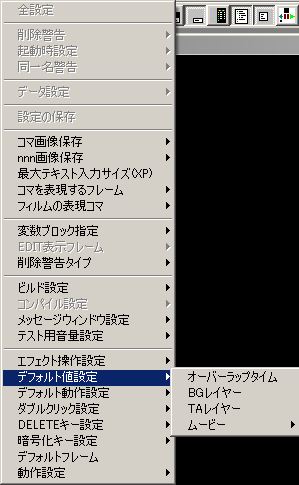 全設定
削除警告
起動時設定
同一名警告
データ設定
設定の保存
コマ画像保存
nnn画像保存
最大テキスト入力サイズ(XP)
コマを表現するフレーム
フィルムの表現コマ
変数ブロック指定
EDIT表示フレーム
削除警告タイプ
ビルド設定
コンパイル設定
メッセージウィンドウ設定
テスト用音量設定
エフェクト操作設定
デフォルト値設定
オーバーラップタイム
デフォルト動作設定
BGレイヤー
ダブルクリック設定
TAレイヤー
DELETEキー設定
ムービー
暗号化キー設定
デフォルトフレーム
動作設定